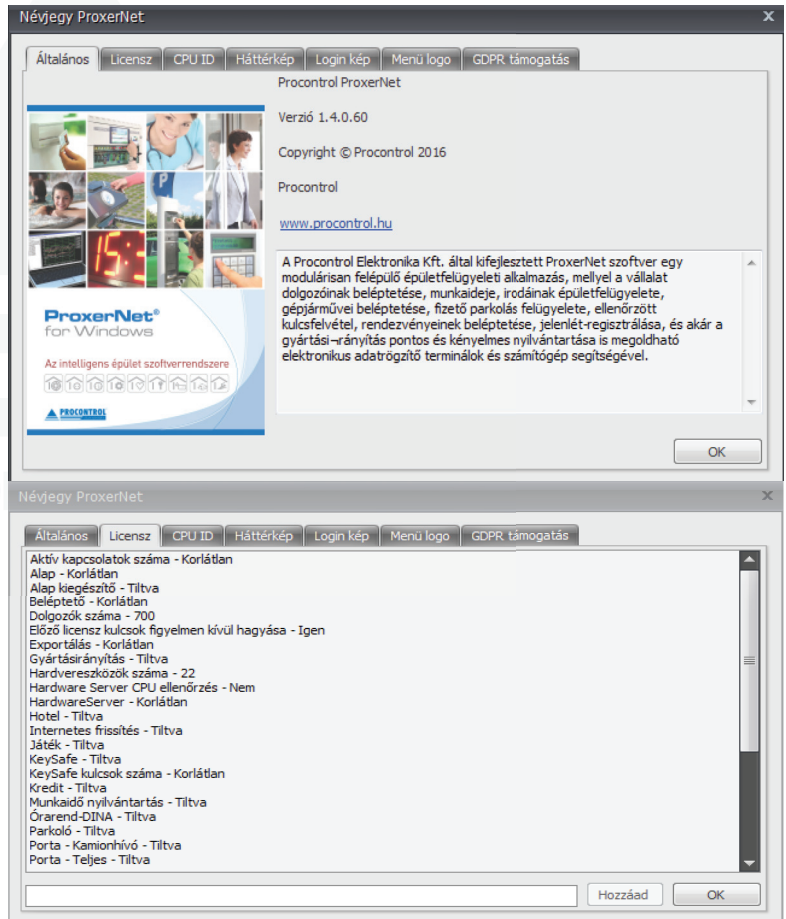 Névjegy ProxerNet
x
Általános Licensz CPU ID Háttérkép Login kép Menü logo GDPR támogatás
Procontrol ProxerNet
Verzió 1.4.0.60
Copyright © Procontrol 2016
Procontrol
www.procontrol.hu
P
15:
ProxerNet®
for Windows
Az intelligens épület szoftverrendszere
PROCONTROL
A Procontrol Elektronika Kft. által kifejlesztett ProxerNet szoftver egy
modulárisan felépülő épületfelügyeleti alkalmazás, mellyel a vállalat
dolgozóinak beléptetése, munkaideje, irodáinak épületfelügyelete,
gépjárművei beléptetése, fizető parkolás felügyelete, ellenőrzött
kulcsfelvétel, rendezvényeinek beléptetése, jelenlét-regisztrálása, és akár a
gyártási¬rányítás pontos és kényelmes nyilvántartása is megoldható
elektronikus adatrögzítő terminálok és számítógép segítségével.
OK
Névjegy ProxerNet
x
Általános Licensz CPU ID Háttérkép Login kép Menü logo GDPR támogatás
Aktív kapcsolatok száma - Korlátlan
Alap - Korlátlan
Alap kiegészítő - Tiltva
Beléptető - Korlátlan
Dolgozók száma - 700
Előző licensz kulcsok figyelmen kívül hagyása - Igen
Exportálás - Korlátlan
Gyártásirányítás - Tiltva
Hardvereszközök száma - 22
Hardware Server CPU ellenőrzés - Nem
HardwareServer - Korlátlan
Hotel - Tiltva
Internetes frissítés - Tiltva
Játék - Tiltva
KeySafe - Tiltva
KeySafe kulcsok száma - Korlátlan
Kredit - Tiltva
Munkaidő nyilvántartás - Tiltva
Órarend-DINA - Tiltva
Parkoló - Tiltva
Porta - Kamionhívó - Tiltva
Porta - Teljes - Tiltva
Hozzáad OK